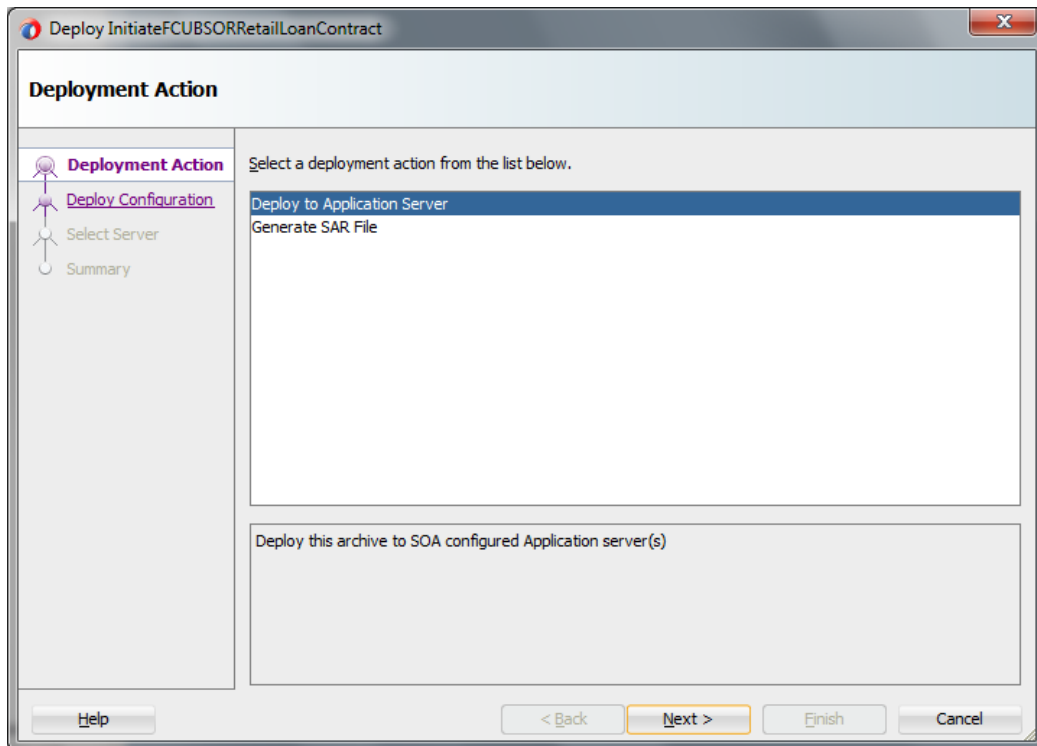 Deploy InitiateFCUBSORRetailLoanContract
Deployment Action
Deployment Action
Deploy Configuration
Select Server
Summary
Select a deployment action from the list below.
Deploy to Application Server
Generate SAR File
Deploy this archive to SOA configured Application server(s)
Help
< Back
Next >
Finish
Cancel